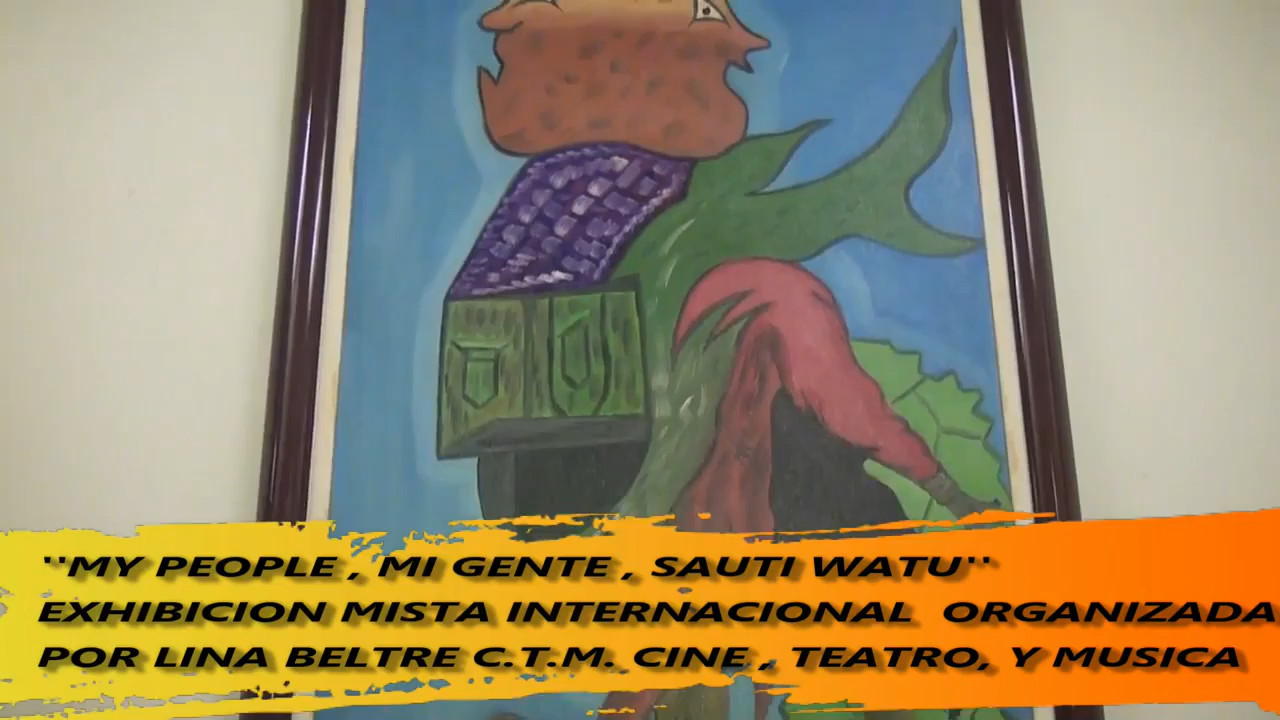 ''MY PEOPLE , MI GENTE , SAUTI WATU''
EXHIBICION MISTA INTERNACIONAL ORGANIZADA
POR LINA BELTRE C.T.M. CINE , TEATRO, Y MUSICA